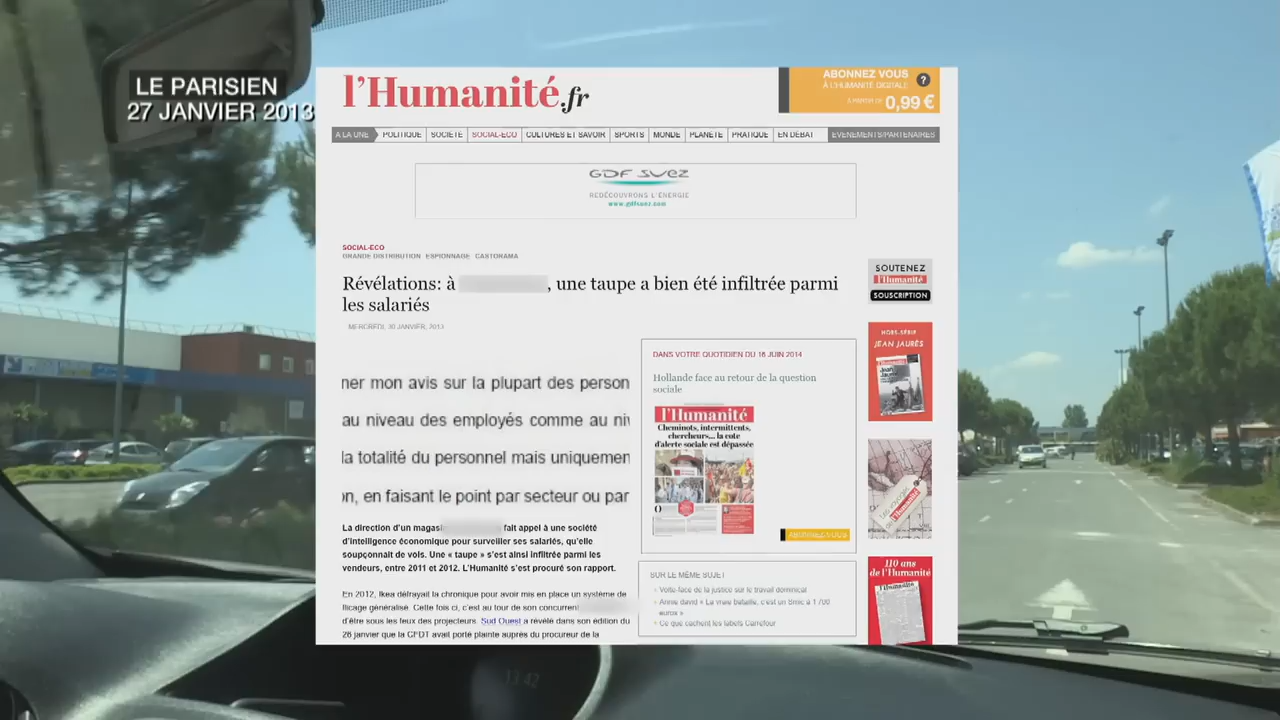 LE PARISIEN
27 JANVIER 2013
l'Humanité.fr
ABONNEZ VOUS
À L'HUMANITÉ DIGITALE
À PARTIR DE 0,99 €
?
A LA UNE POLITIQUE SOCIÉTÉ SOCIAL-ECO CULTURES ET SAVOIR SPORTS MONDE PLANÈTE PRATIQUE EN DÉBAT EVENEMENTS/PARTENAIRES
GDF SUEZ
REDÉCOUVRONS L'ÉNERGIE
www.gdfsuez.com
SOCIAL-ECO
GRANDE DISTRIBUTION ESPIONNAGE CASTORAMA
Révélations: à , une taupe a bien été infiltrée parmi
les salariés
MERCREDI, 30 JANVIER, 2013
ner mon avis sur la plupart des person
au niveau des employés comme au niv
la totalité du personnel mais uniquemen
on, en faisant le point par secteur ou par
La direction d'un magasi fait appel à une société
d'intelligence économique pour surveiller ses salariés, qu'elle
soupçonnait de vols. Une « taupe » s'est ainsi infiltrée parmi les
vendeurs, entre 2011 et 2012. L'Humanité s'est procuré son rapport.
En 2012, Ikea défrayait la chronique pour avoir mis en place un système de
flicage généralisé. Cette fois ci, c'est au tour de son concurrent
d'être sous les feux des projecteurs. Sud Ouest a révélé dans son édition du
26 janvier que la CFDT avait porté plainte auprès du procureur de la
DANS VOTRE QUOTIDIEN DU 18 JUIN 2014
Hollande face au retour de la question
sociale
l'Humanité
Cheminots, intermittents,
chercheurs... la cote
d'alerte sociale est dépassée
ABONNEZ-VOUS
SUR LE MÊME SUJET
Volte-face de la justice sur le travail dominical
Annie david « La vraie bataille, c'est un Smic à 1 700
euros »
Ce que cachent les labels Carrefour
SOUTENEZ
l'Humanité
SOUSCRIPTION
HORS-SÉRIE
JEAN JAURÈS
110 ans
de l'Humanité
13:42